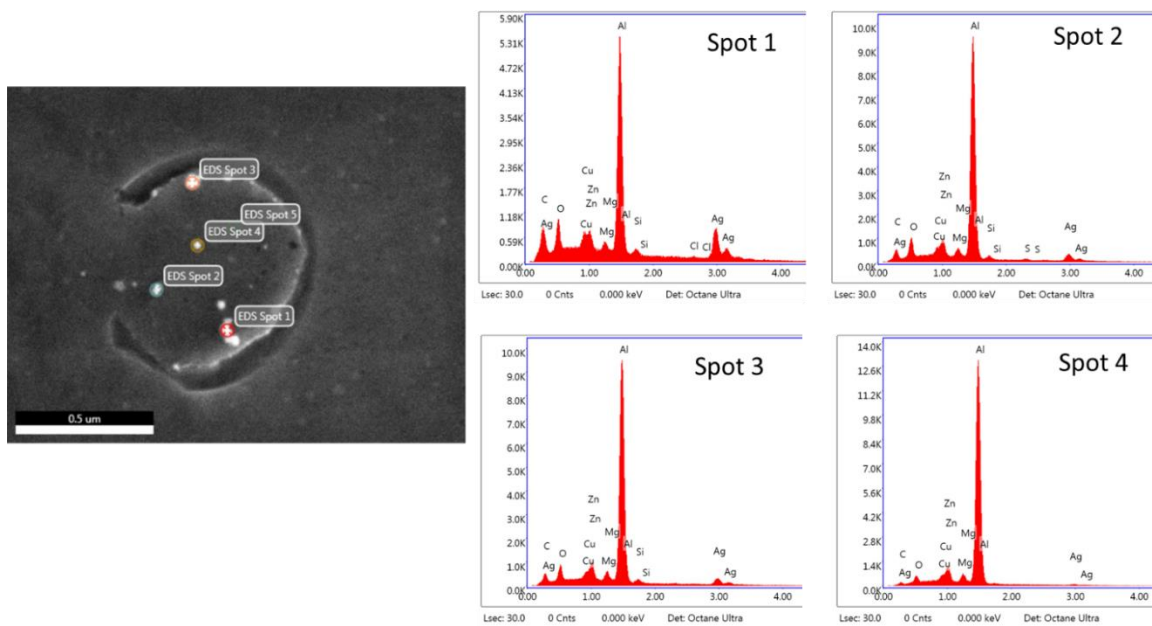 EDS Spot 3
EDS Spot 5
EDS Spot 4
EDS Spot 2
EDS Spot 1
0.5 um
Spot 1
5.90K
5.31K
4.72K
4.13K
3.54K
2.95K
2.36K
1.77K
1.18K
0.59K
0.00K
Al
Cu
C
Zn
Mg
Zn
Ag
O
Cu
Al
Si
Ag
Mg
Si
Cl
Cl
Ag
0.00
1.00
2.00
3.00
4.00
Lsec: 30.0 0 Cnts 0.000 keV Det: Octane Ultra
Spot 2
10.0K
9.0K
8.0K
7.0K
6.0K
5.0K
4.0K
3.0K
2.0K
1.0K
0.0K
Al
Zn
Zn
Mg
C
O
Cu
Al
Ag
Ag
Cu
Mg
Si
Si
S
S
Ag
0.00
1.00
2.00
3.00
4.00
Lsec: 30.0 0 Cnts 0.000 keV Det: Octane Ultra
Spot 3
10.0K
9.0K
8.0K
7.0K
6.0K
5.0K
4.0K
3.0K
2.0K
1.0K
0.0K
Al
Zn
Zn
Mg
C
O
Cu
Al
Si
Ag
Ag
Cu
Mg
Si
Ag
0.00
1.00
2.00
3.00
4.00
Lsec: 30.0 0 Cnts 0.000 keV Det: Octane Ultra
Spot 4
14.0K
12.6K
11.2K
9.8K
8.4K
7.0K
5.6K
4.2K
2.8K
1.4K
0.0K
Al
Zn
Zn
Mg
C
O
Cu
Al
Ag
Ag
Cu
Mg
Ag
0.00
1.00
2.00
3.00
4.00
Lsec: 30.0 0 Cnts 0.000 keV Det: Octane Ultra